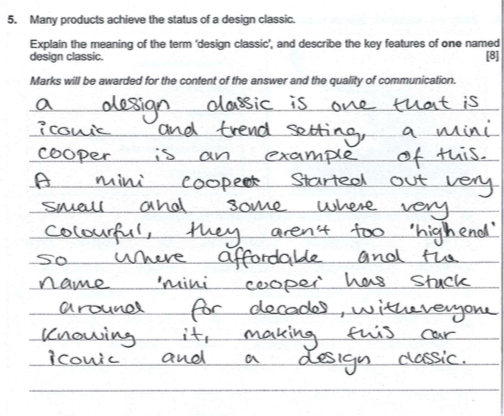 5. Many products achieve the status of a design classic.
Explain the meaning of the term 'design classic', and describe the key features of one named
design classic. [8]
Marks will be awarded for the content of the answer and the quality of communication.
a design classic is one that is
iconic and trend setting, a mini
cooper is an example of this.
A mini cooper started out very
small and some where very
colourful, they aren't too 'high end'
so where affordable and the
name 'mini cooper' has stuck
around for decades, with everyone
knowing it, making this car
iconic and a design classic.